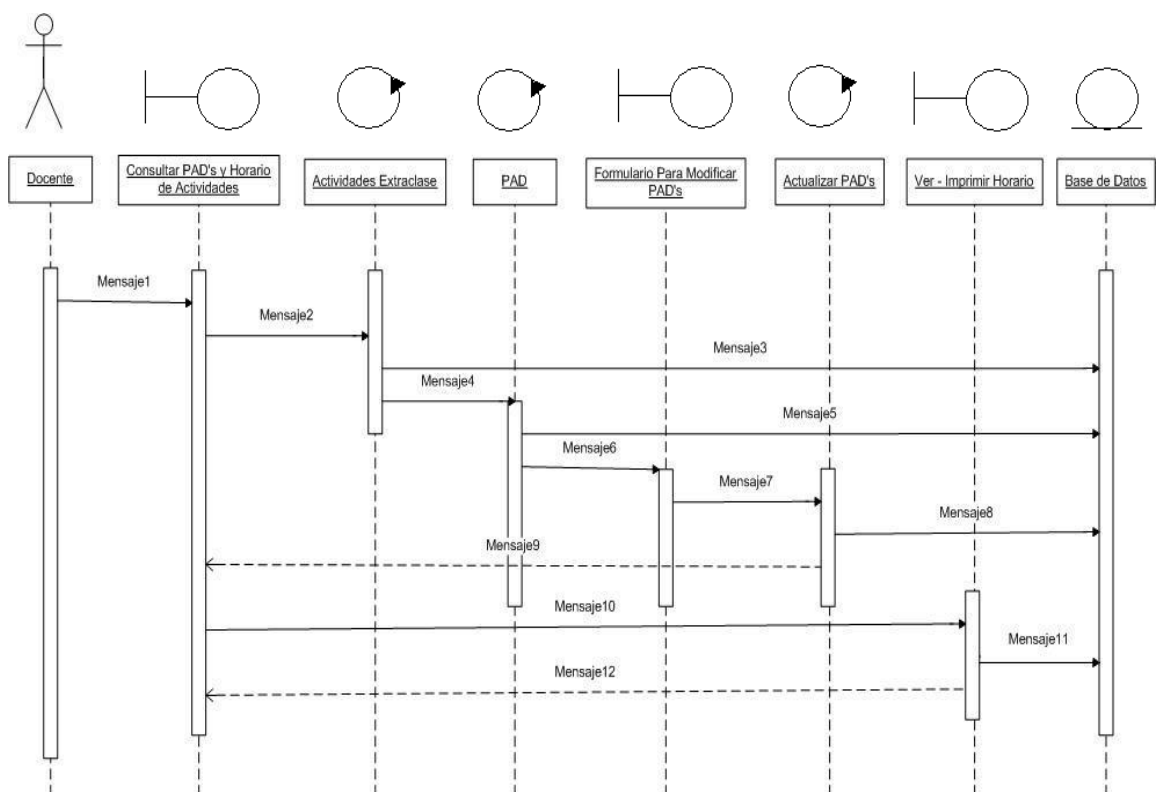 Docente
Consultar PAD's y Horario
de Actividades
Actividades Extraclase
PAD
Formulario Para Modificar
PAD's
Actualizar PAD's
Ver - Imprimir Horario
Base de Datos
Mensaje1
Mensaje2
Mensaje3
Mensaje4
Mensaje5
Mensaje6
Mensaje7
Mensaje8
Mensaje9
Mensaje10
Mensaje11
Mensaje12